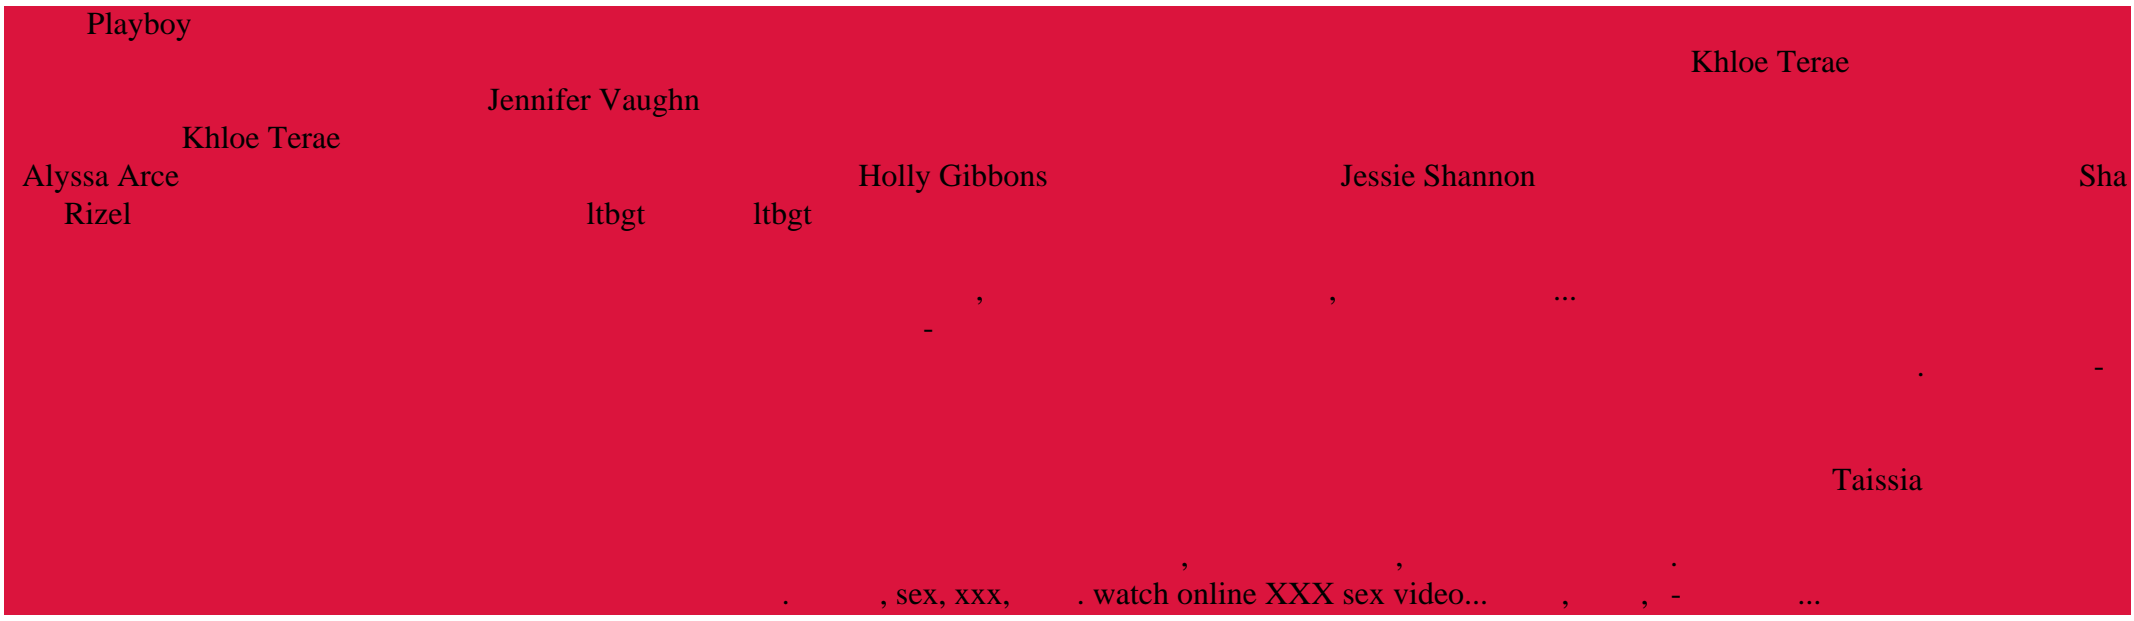 Playboy
Khloe Terae
Jennifer Vaughn
Khloe Terae
Alyssa Arce Holly Gibbons Jessie Shannon Sha
Rizel ltbgt ltbgt
, , ...
-
. -
Taissia
, , .
. , sex, xxx, . watch online XXX sex video... , , - ...